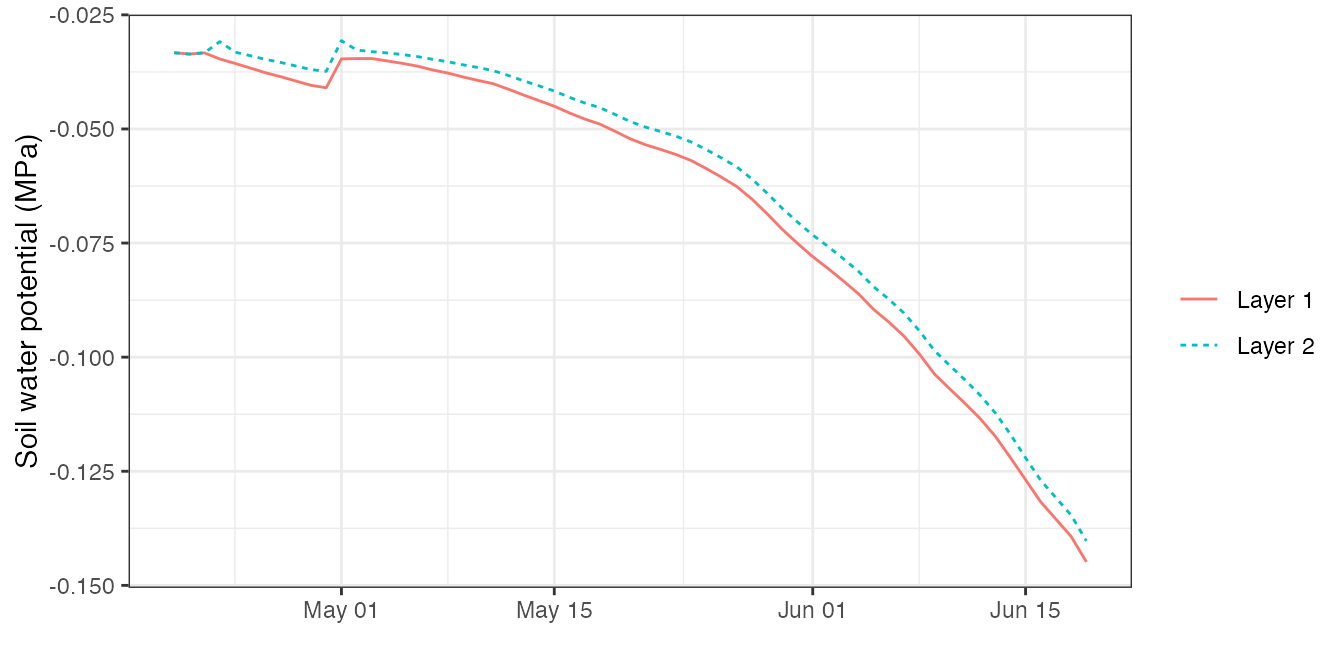 Soil water potential (MPa)
-0.025
-0.050
-0.075
-0.100
-0.125
-0.150
May 01
May 15
Jun 01
Jun 15
Layer 1
Layer 2